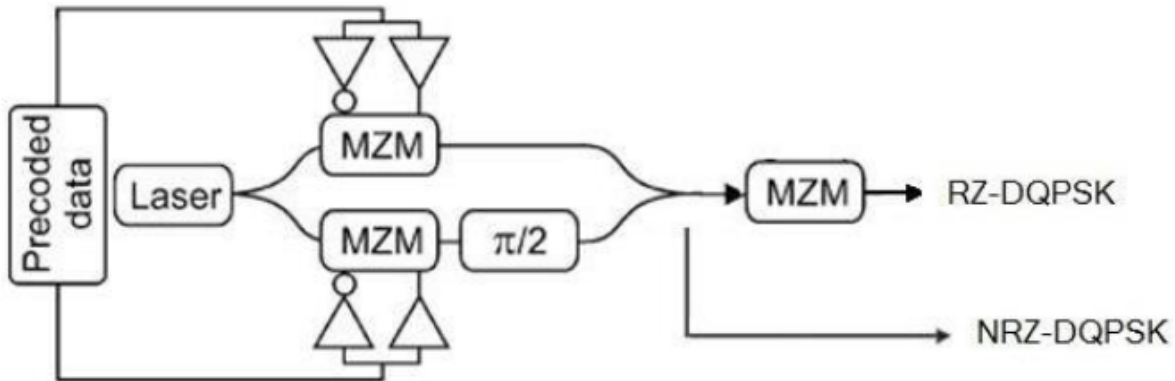 Precoded
data
Laser
MZM
MZM
π/2
MZM
RZ-DQPSK
NRZ-DQPSK